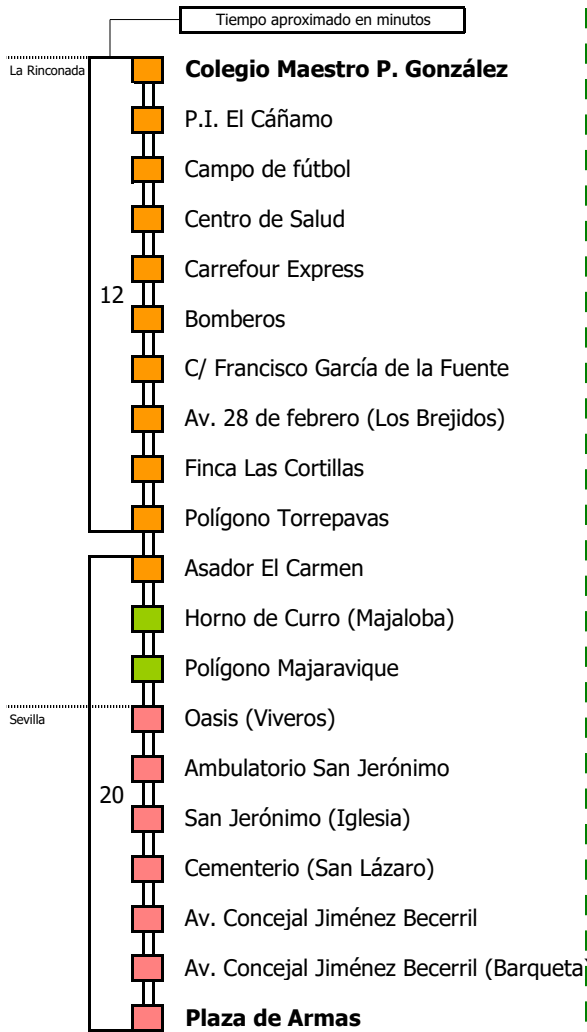 Tiempo aproximado en minutos
La Rinconada
Colegio Maestro P. González
P.I. El Cáñamo
Campo de fútbol
Centro de Salud
Carrefour Express
12
Bomberos
C/ Francisco García de la Fuente
Av. 28 de febrero (Los Brejidos)
Finca Las Cortillas
Polígono Torrepavas
Asador El Carmen
Horno de Curro (Majaloba)
Polígono Majaravique
Sevilla
Oasis (Viveros)
Ambulatorio San Jerónimo
20
San Jerónimo (Iglesia)
Cementerio (San Lázaro)
Av. Concejal Jiménez Becerril
Av. Concejal Jiménez Becerril (Barqueta)
Plaza de Armas